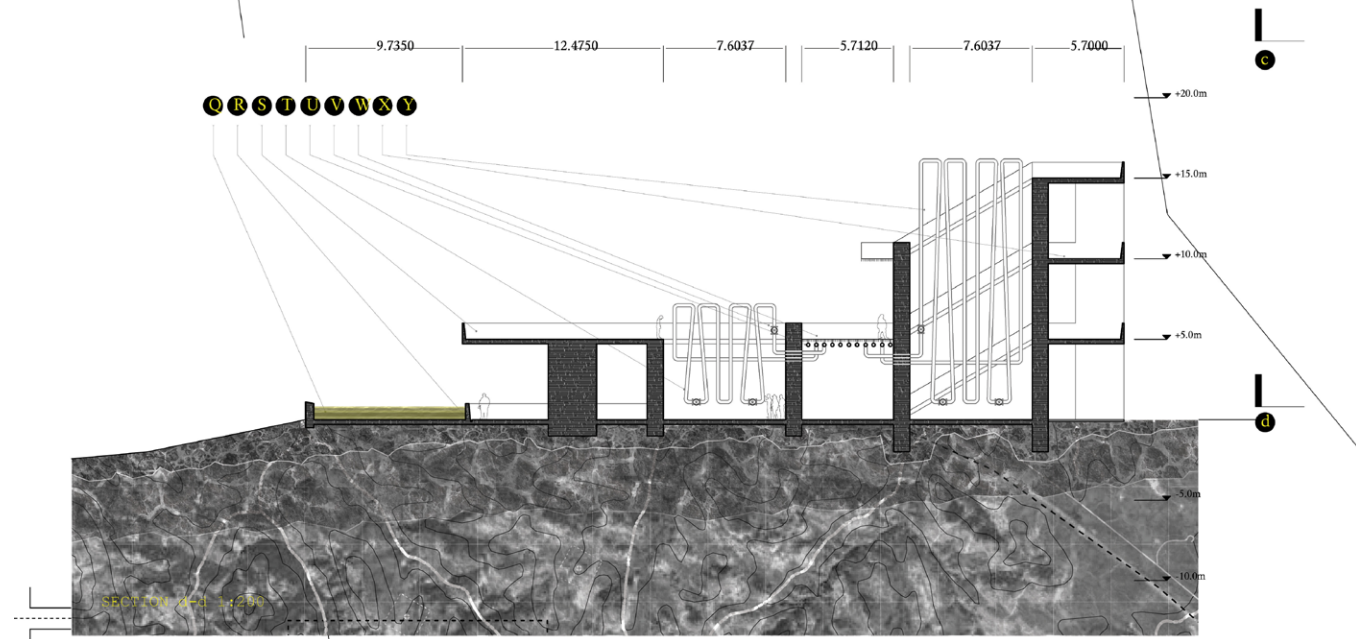 9.7350 12.4750 7.6037 5.7120 7.6037 5.7000
c
+20.0m
Q R S T U V W X Y
+15.0m
+10.0m
+5.0m
d
-5.0m
-10.0m
SECTION d-d 1:250